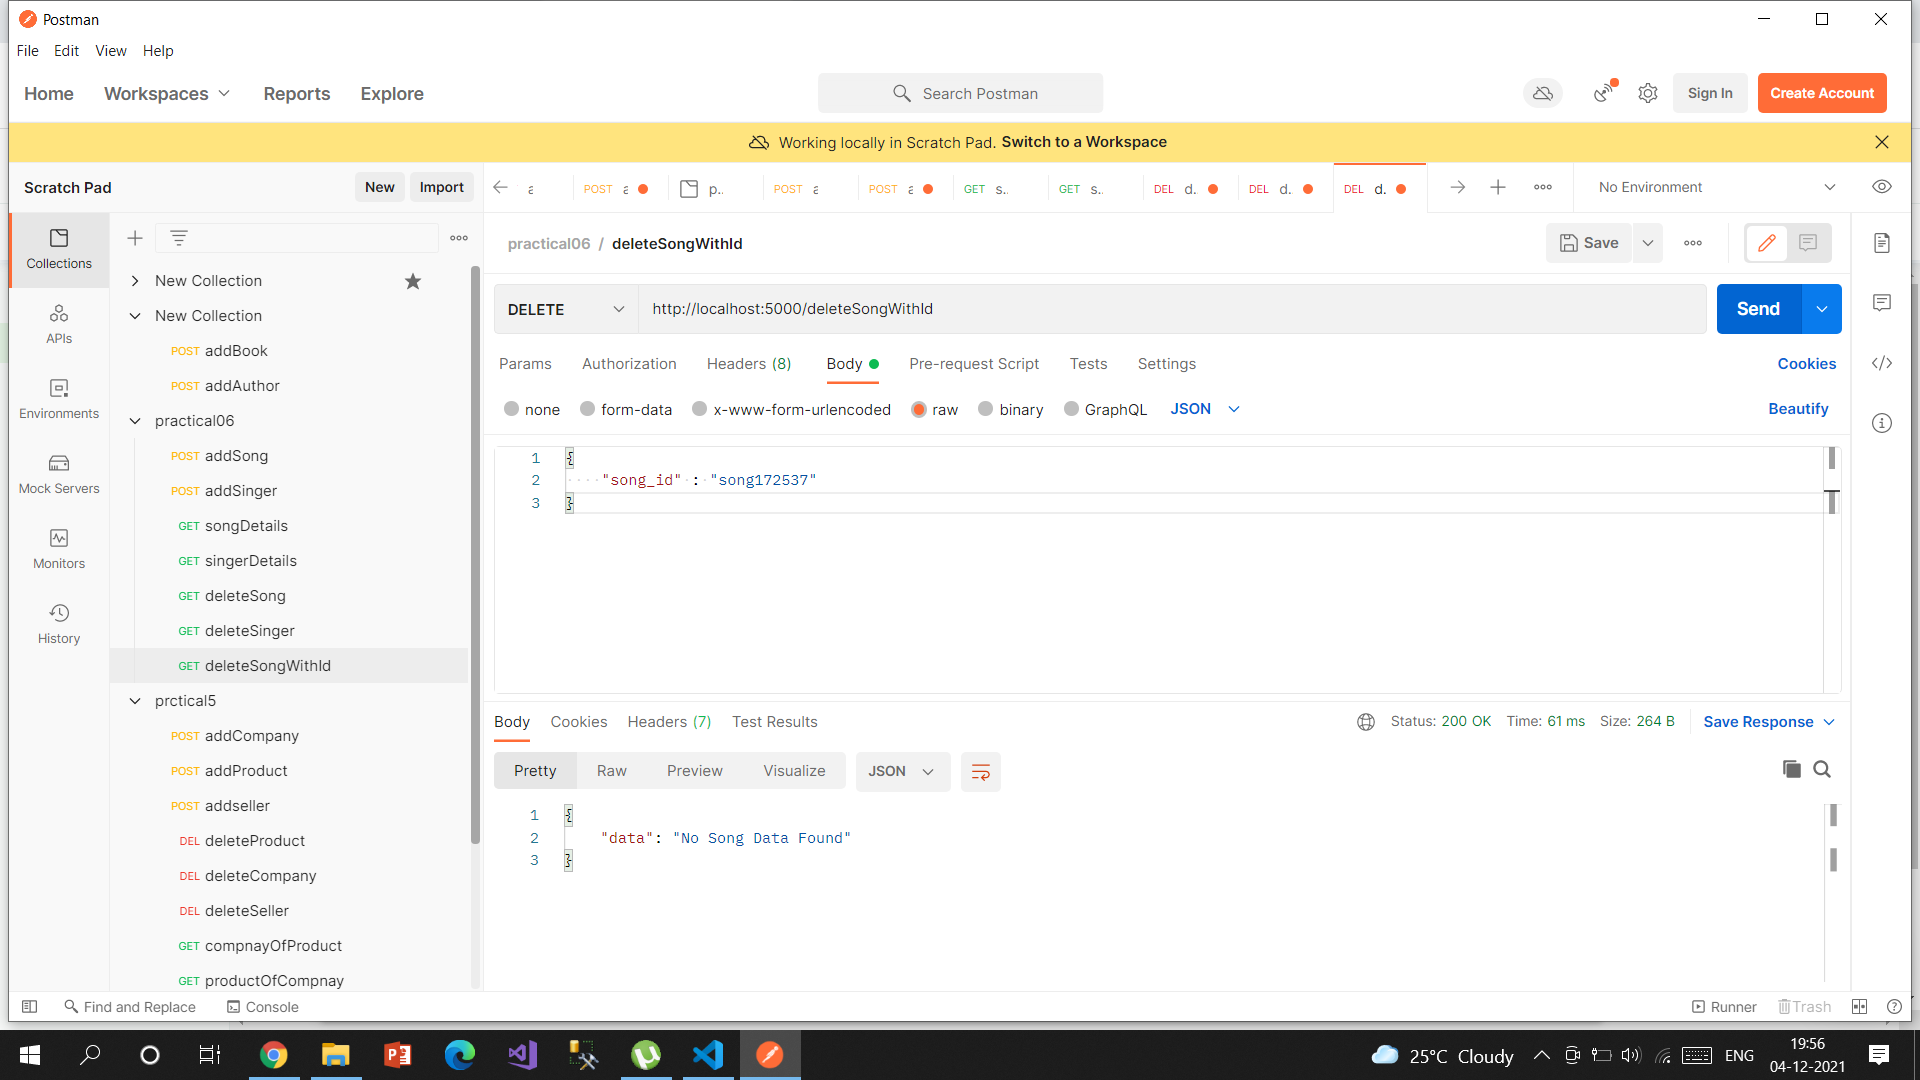 Postman
File Edit View Help
Home Workspaces Reports Explore
Search Postman
Sign In
Create Account
Working locally in Scratch Pad. Switch to a Workspace
Scratch Pad
New
Import
POST
p..
POST
POST
GET s..
GET s..
DEL d.
DEL d.
DEL d.
No Environment
Collections
APIs
Environments
Mock Servers
Monitors
History
New Collection
New Collection
POST addBook
POST addAuthor
practical06
POST addSong
POST addSinger
GET songDetails
GET singerDetails
GET deleteSong
GET deleteSinger
GET deleteSongWithId
prctical5
POST addCompany
POST addProduct
POST addseller
DEL deleteProduct
DEL deleteCompany
DEL deleteSeller
GET compnayOfProduct
GET productOfCompnay
practical06 / deleteSongWithId
Save
DELETE
http://localhost:5000/deleteSongWithId
Send
Params Authorization Headers (8) Body Pre-request Script Tests Settings
Cookies
none form-data x-www-form-urlencoded raw binary GraphQL JSON
Beautify
1 {
2 "song_id" : "song172537"
3 }
Body Cookies Headers (7) Test Results
Status: 200 OK Time: 61 ms Size: 264 B
Save Response
Pretty Raw Preview Visualize JSON
1 {
2 "data": "No Song Data Found"
3 }
Find and Replace Console
Runner Trash
25°C Cloudy
ENG
19:56
04-12-2021